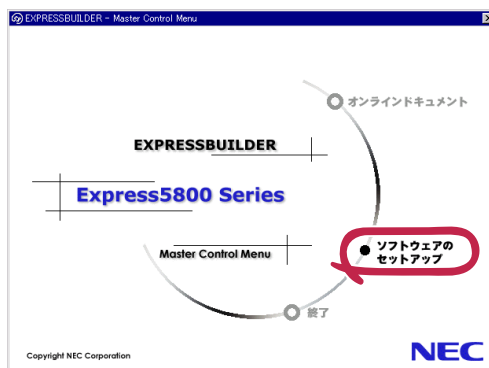 EXPRESSBUILDER - Master Control Menu
オンラインドキュメント
EXPRESSBUILDER
Express5800 Series
ソフトウェアの
セットアップ
Master Control Menu
終了
Copyright NEC Corporation
NEC